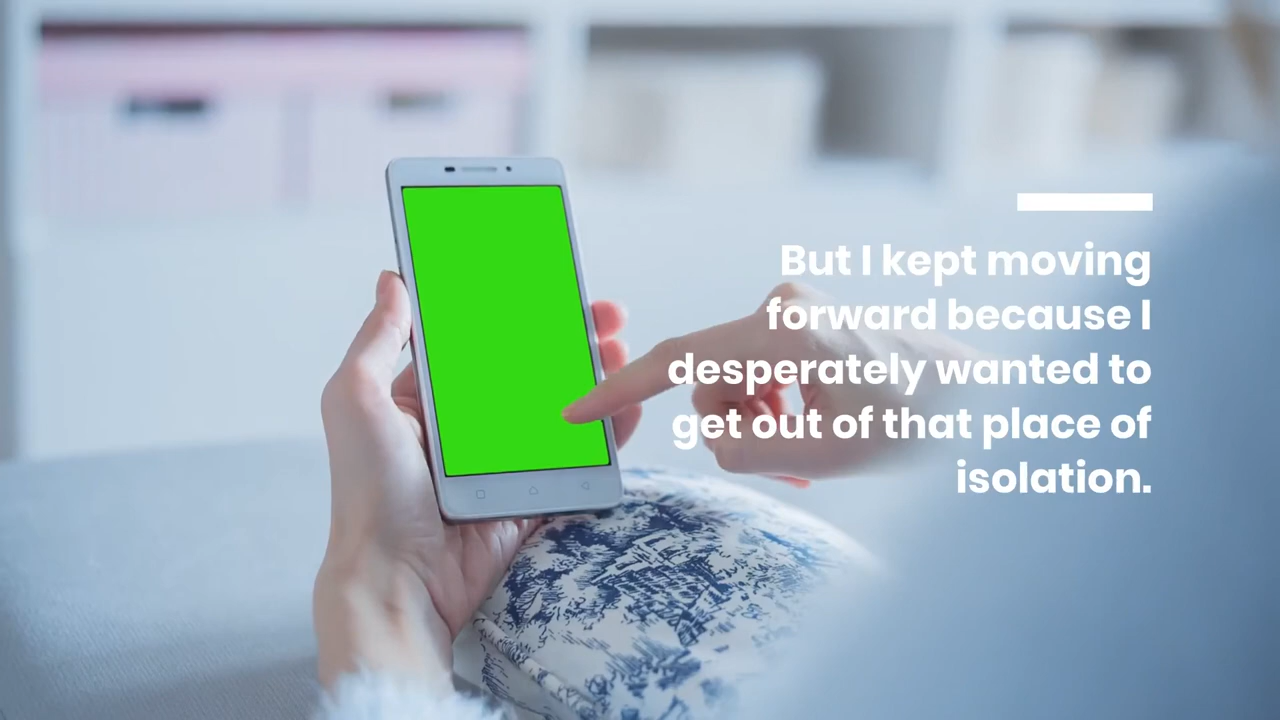 But I kept moving
forward because I
desperately wanted to
get out of that place of
isolation.